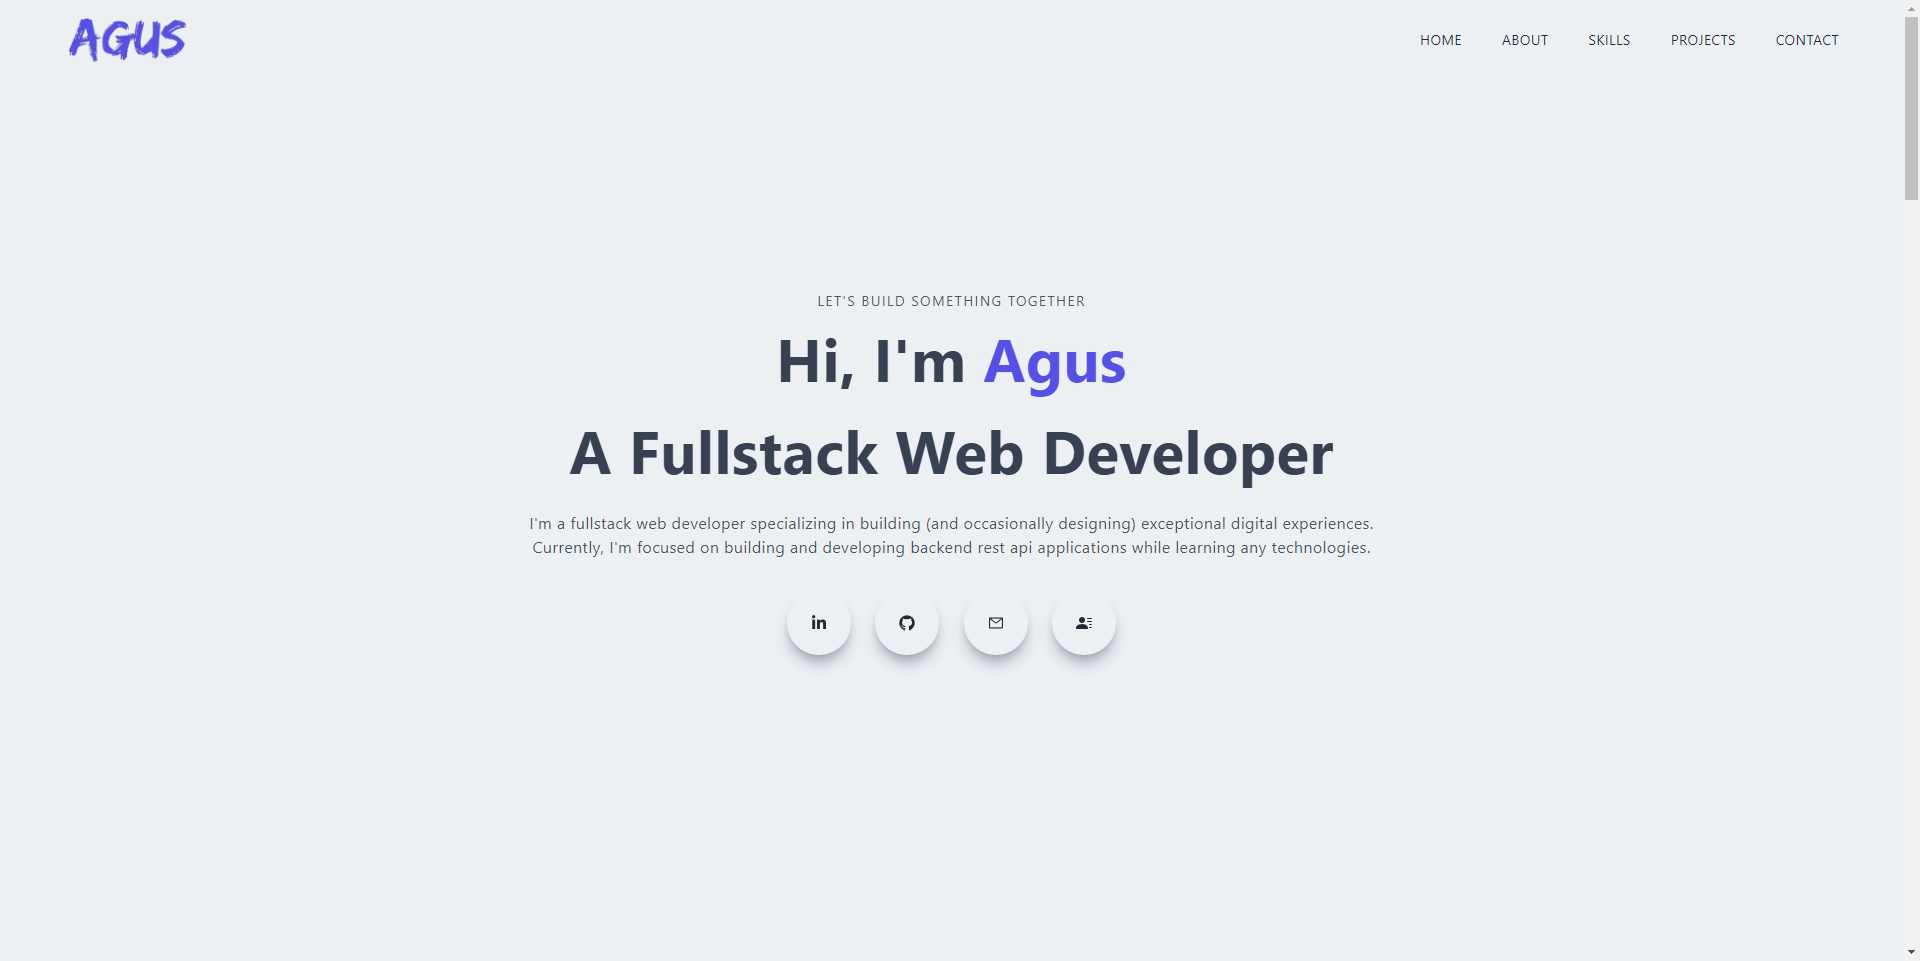 AGUS
HOME ABOUT SKILLS PROJECTS CONTACT
LET'S BUILD SOMETHING TOGETHER
Hi, I'm Agus
A Fullstack Web Developer
I'm a fullstack web developer specializing in building (and occasionally designing) exceptional digital experiences.
Currently, I'm focused on building and developing backend rest api applications while learning any technologies.
in